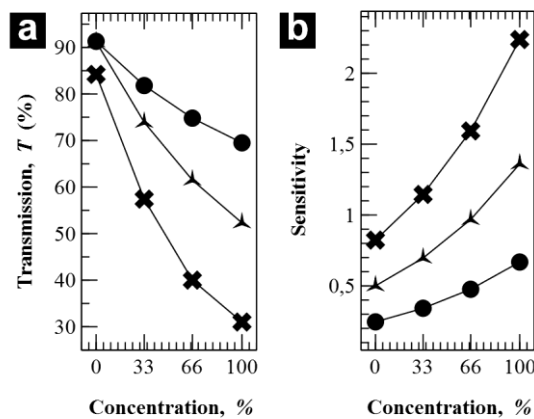 a
Transmission, T (%)
90
80
70
60
50
40
30
0 33 66 100
Concentration, %
b
Sensitivity
2
1,5
1
0,5
0 33 66 100
Concentration, %